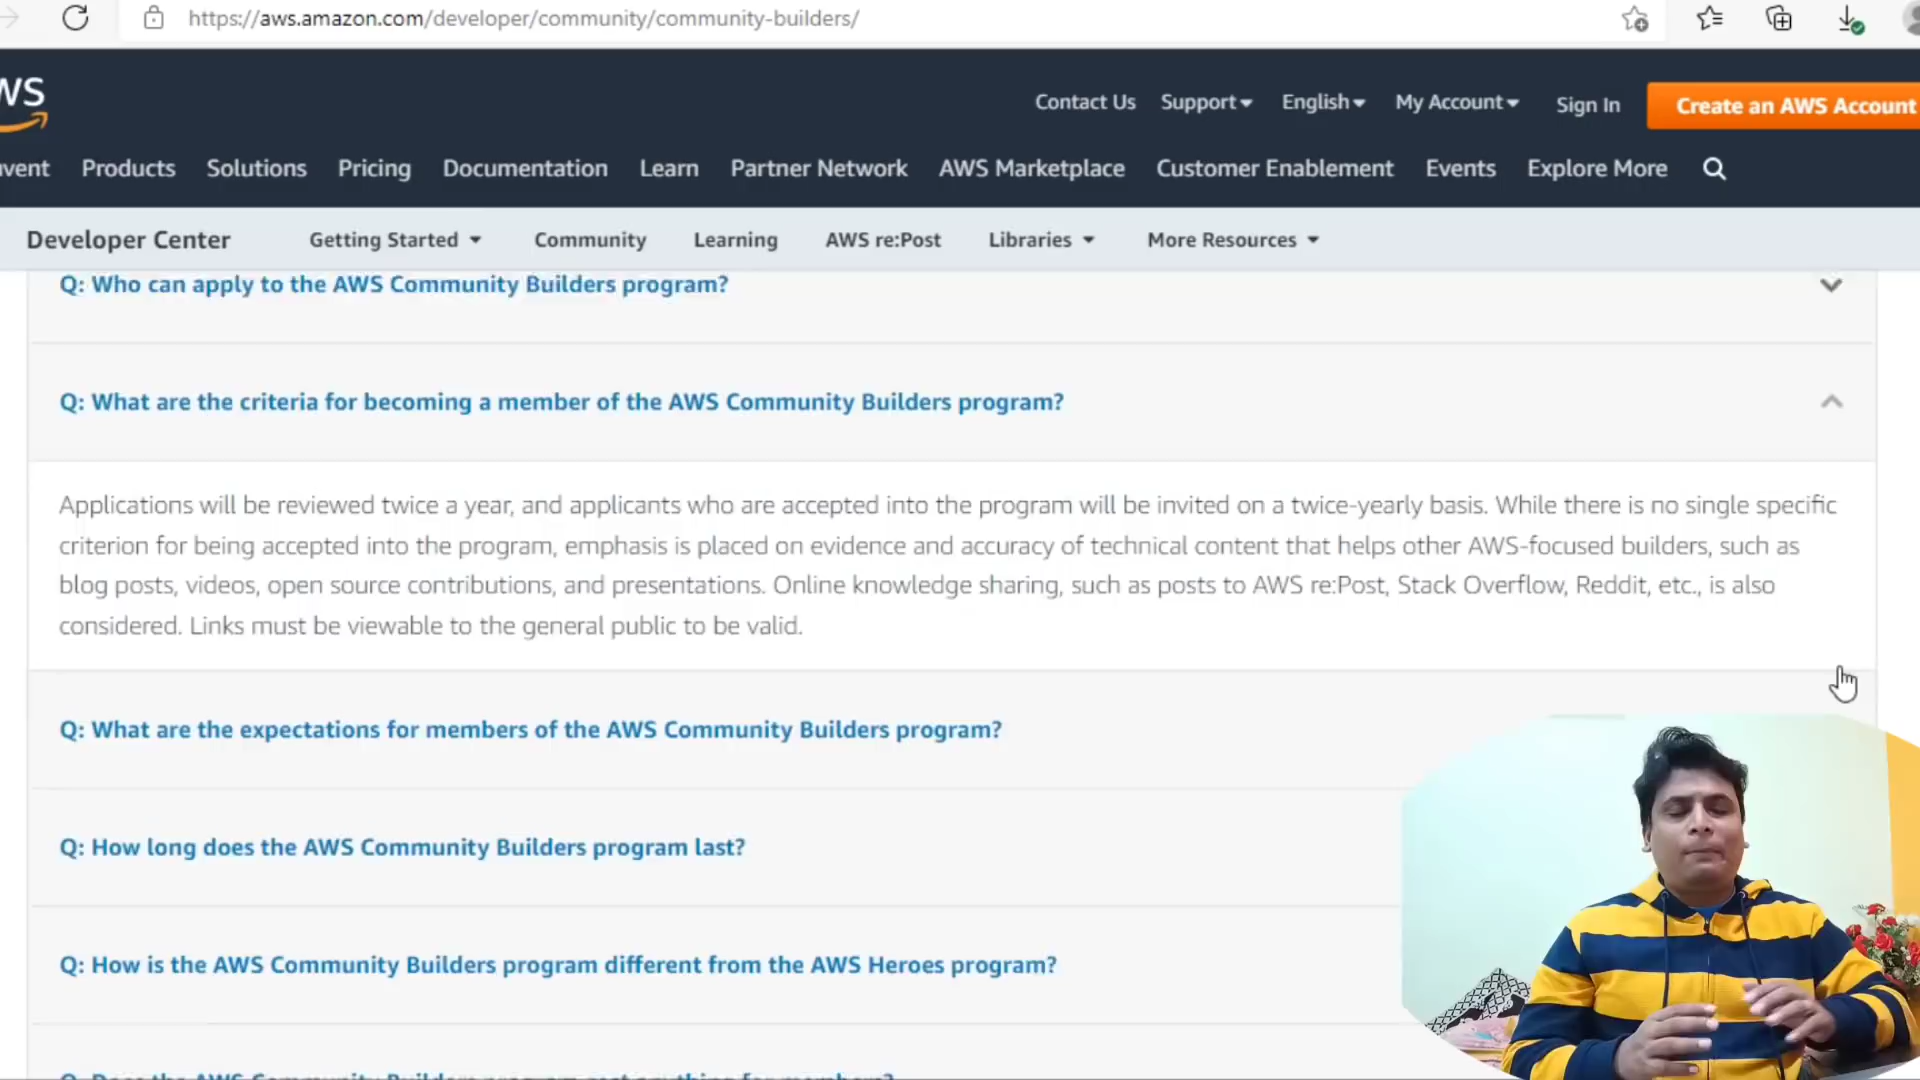 https://aws.amazon.com/developer/community/community-builders/
Contact Us Support English My Account Sign In Create an AWS Account
Products Solutions Pricing Documentation Learn Partner Network AWS Marketplace Customer Enablement Events Explore More
Developer Center Getting Started Community Learning AWS re:Post Libraries More Resources
Q: Who can apply to the AWS Community Builders program?
Q: What are the criteria for becoming a member of the AWS Community Builders program?
Applications will be reviewed twice a year, and applicants who are accepted into the program will be invited on a twice-yearly basis. While there is no single specific
criterion for being accepted into the program, emphasis is placed on evidence and accuracy of technical content that helps other AWS-focused builders, such as
blog posts, videos, open source contributions, and presentations. Online knowledge sharing, such as posts to AWS re:Post, Stack Overflow, Reddit, etc., is also
considered. Links must be viewable to the general public to be valid.
Q: What are the expectations for members of the AWS Community Builders program?
Q: How long does the AWS Community Builders program last?
Q: How is the AWS Community Builders program different from the AWS Heroes program?